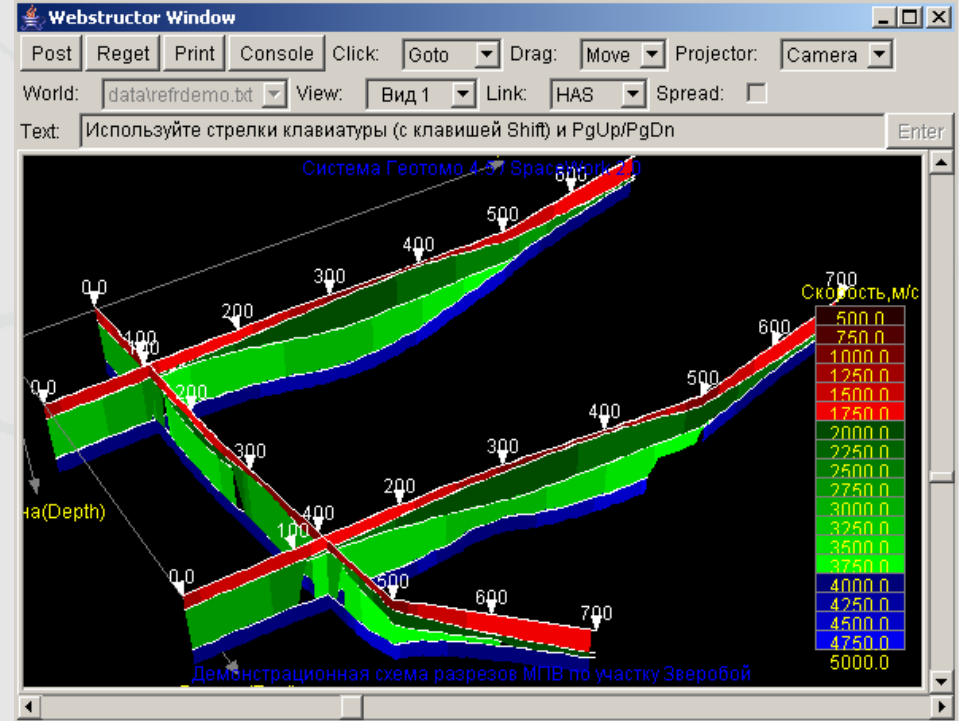 Webstructor Window
Post Reget Print Console Click: Goto Drag: Move Projector: Camera
World: data\refrdemo.txt View: Вид 1 Link: HAS Spread:
Text: Используйте стрелки клавиатуры (с клавишей Shift) и PgUp/PgDn Enter
Система Геотомо 4.5 / SpaceWork 2.0
0.0 100 200 300 400 500 600
0.0 100 200 300 400 500 600 700
0.0 100 200 300 400 500 600 700
0.0
на(Depth)
Скорость,м/с
500.0
750.0
1000.0
1250.0
1500.0
1750.0
2000.0
2250.0
2500.0
2750.0
3000.0
3250.0
3500.0
3750.0
4000.0
4250.0
4500.0
4750.0
5000.0
Демонстрационная схема разрезов МПВ по участку Зверобой